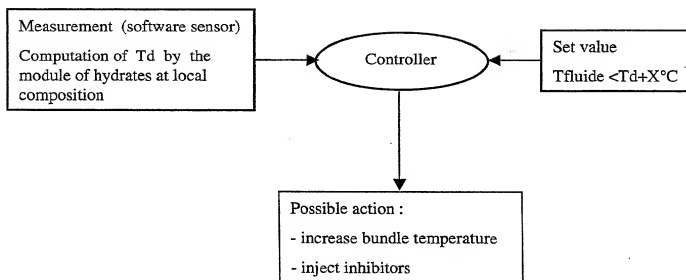 Measurement (software sensor)
Computation of Td by the
module of hydrates at local
composition
Controller
Set value
Tfluide <Td+X°C
Possible action :
- increase bundle temperature
- inject inhibitors